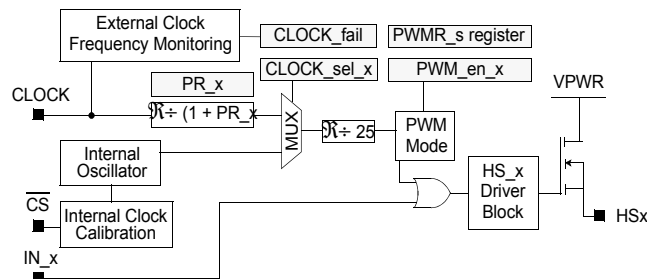 External Clock
Frequency Monitoring
CLOCK_fail
PWMR_s register
PR_x
CLOCK_sel_x
PWM_en_x
VPWR
CLOCK
ℜ÷ (1 + PR_x
MUX
ℜ÷ 25
PWM
Mode
Internal
Oscillator
HS_x
Driver
Block
CS
Internal Clock
Calibration
HSx
IN_x